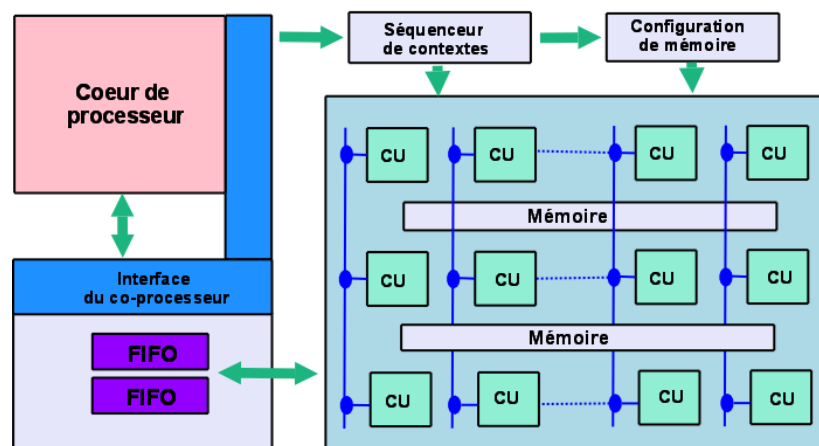 Coeur de
processeur
Séquenceur
de contextes
Configuration
de mémoire
CU
CU
CU
CU
Mémoire
CU
CU
CU
CU
Mémoire
CU
CU
CU
CU
Interface
du co-processeur
FIFO
FIFO